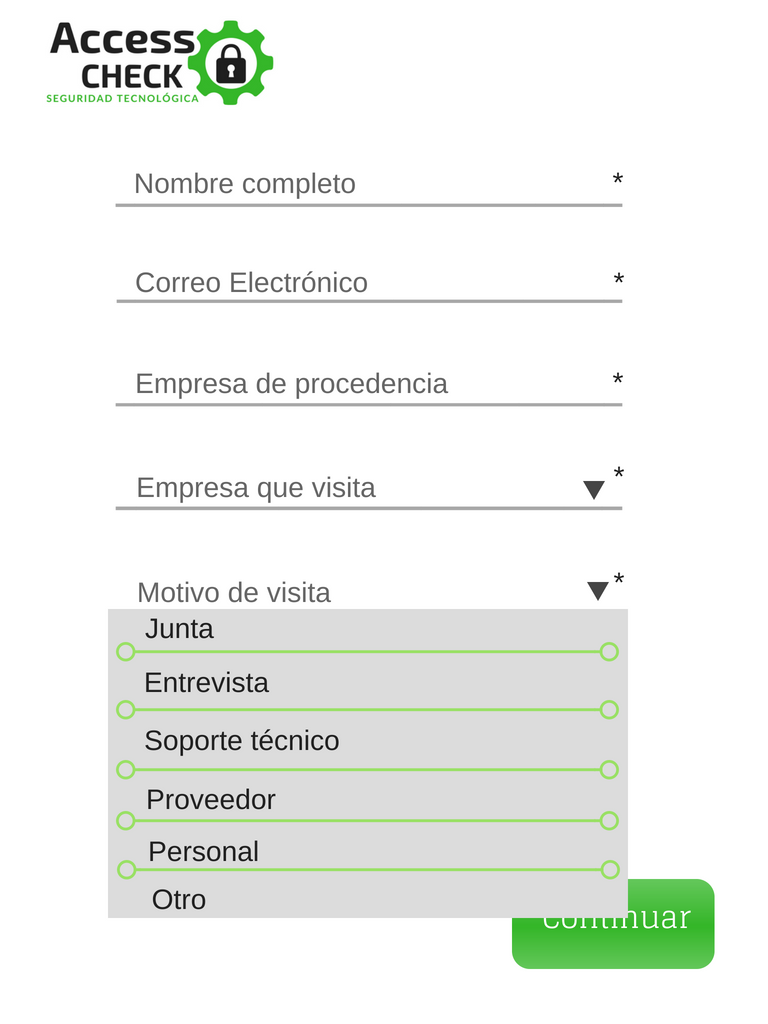 Access
CHECK
SEGURIDAD TECNOLÓGICA
Nombre completo *
Correo Electrónico *
Empresa de procedencia *
Empresa que visita *
Motivo de visita *
Junta
Entrevista
Soporte técnico
Proveedor
Personal
Otro
continuar